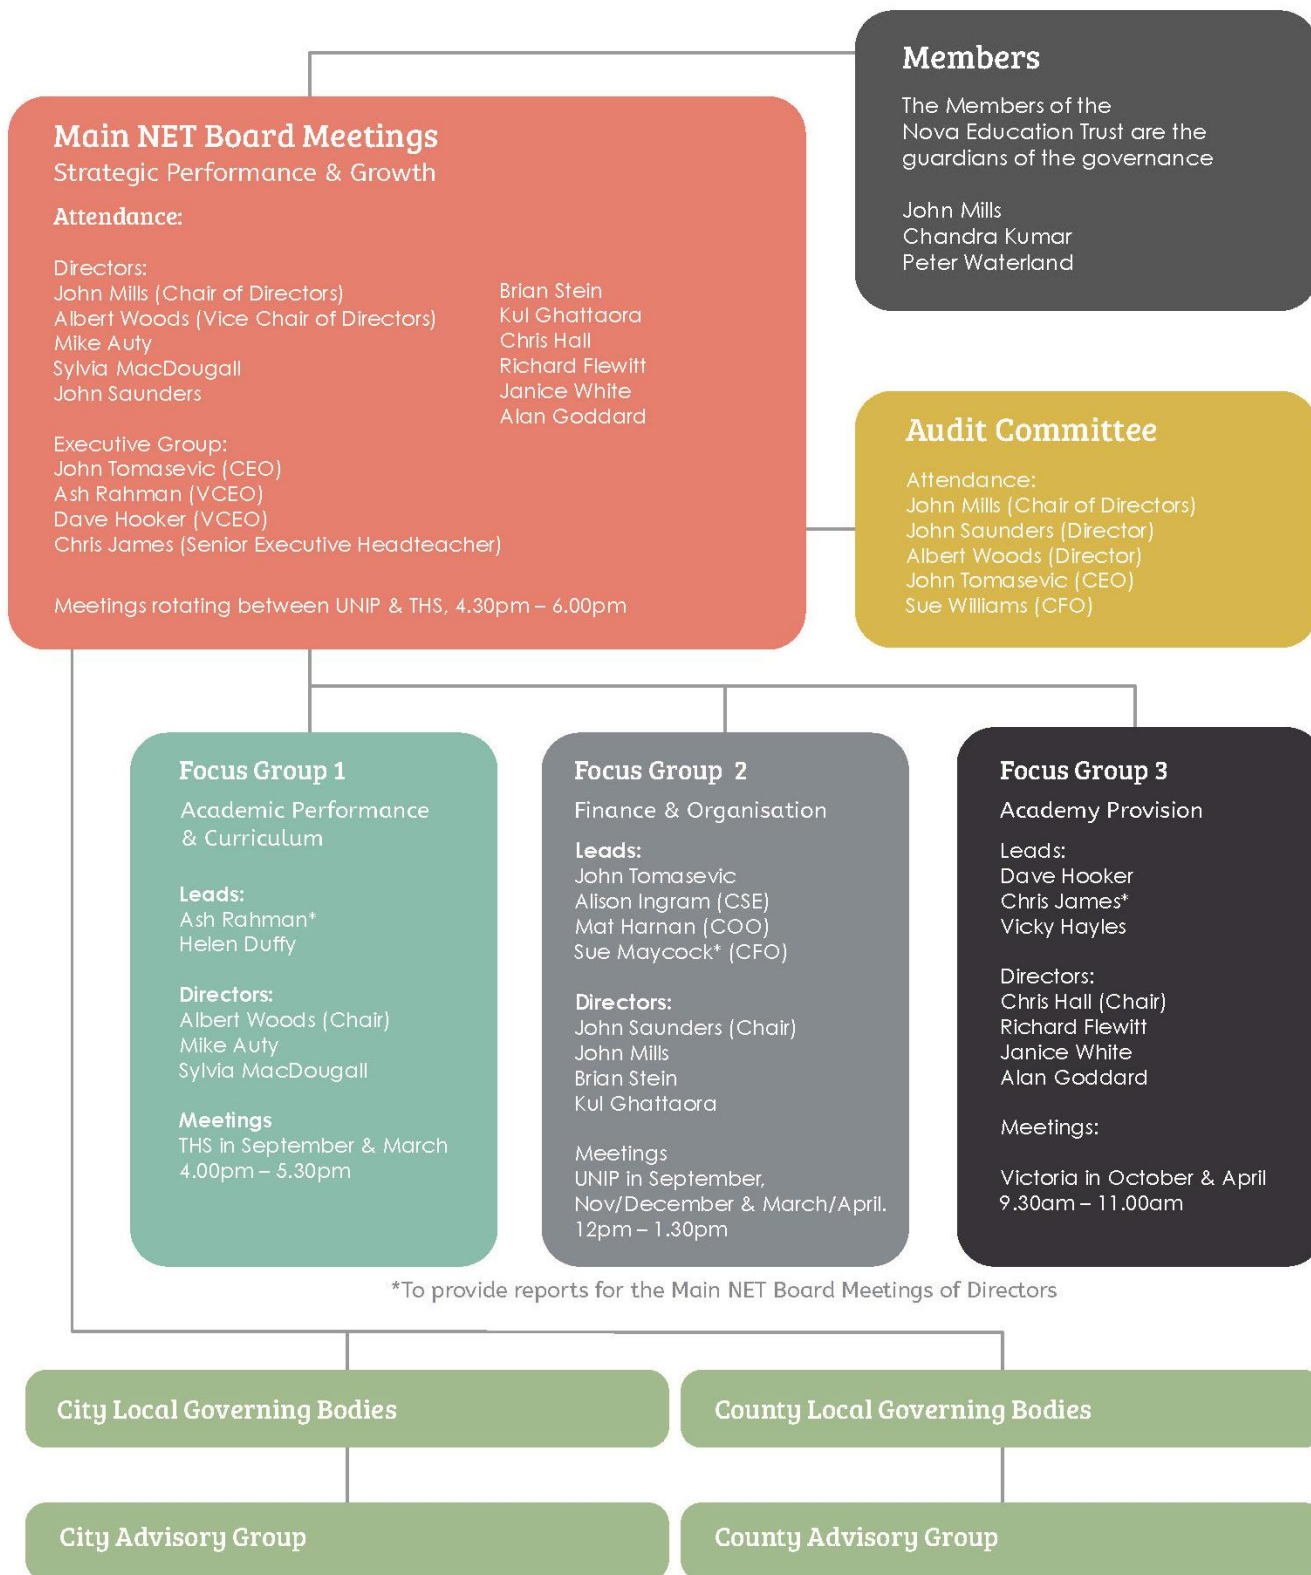 Members
The Members of the
Nova Education Trust are the
guardians of the governance
John Mills
Chandra Kumar
Peter Waterland
Main NET Board Meetings
Strategic Performance & Growth
Attendance:
Directors:
John Mills (Chair of Directors)
Albert Woods (Vice Chair of Directors)
Mike Auty
Sylvia MacDougall
John Saunders
Brian Stein
Kul Ghattaora
Chris Hall
Richard Flewitt
Janice White
Alan Goddard
Executive Group:
John Tomasevic (CEO)
Ash Rahman (VCEO)
Dave Hooker (VCEO)
Chris James (Senior Executive Headteacher)
Meetings rotating between UNIP & THS, 4.30pm – 6.00pm
Audit Committee
Attendance:
John Mills (Chair of Directors)
John Saunders (Director)
Albert Woods (Director)
John Tomasevic (CEO)
Sue Williams (CFO)
Focus Group 1
Academic Performance
& Curriculum
Leads:
Ash Rahman*
Helen Duffy
Directors:
Albert Woods (Chair)
Mike Auty
Sylvia MacDougall
Meetings
THS in September & March
4.00pm – 5.30pm
Focus Group 2
Finance & Organisation
Leads:
John Tomasevic
Alison Ingram (CSE)
Mat Harnan (COO)
Sue Maycock* (CFO)
Directors:
John Saunders (Chair)
John Mills
Brian Stein
Kul Ghattaora
Meetings
UNIP in September,
Nov/December & March/April.
12pm – 1.30pm
Focus Group 3
Academy Provision
Leads:
Dave Hooker
Chris James*
Vicky Hayles
Directors:
Chris Hall (Chair)
Richard Flewitt
Janice White
Alan Goddard
Meetings:
Victoria in October & April
9.30am – 11.00am
*To provide reports for the Main NET Board Meetings of Directors
City Local Governing Bodies
County Local Governing Bodies
City Advisory Group
County Advisory Group